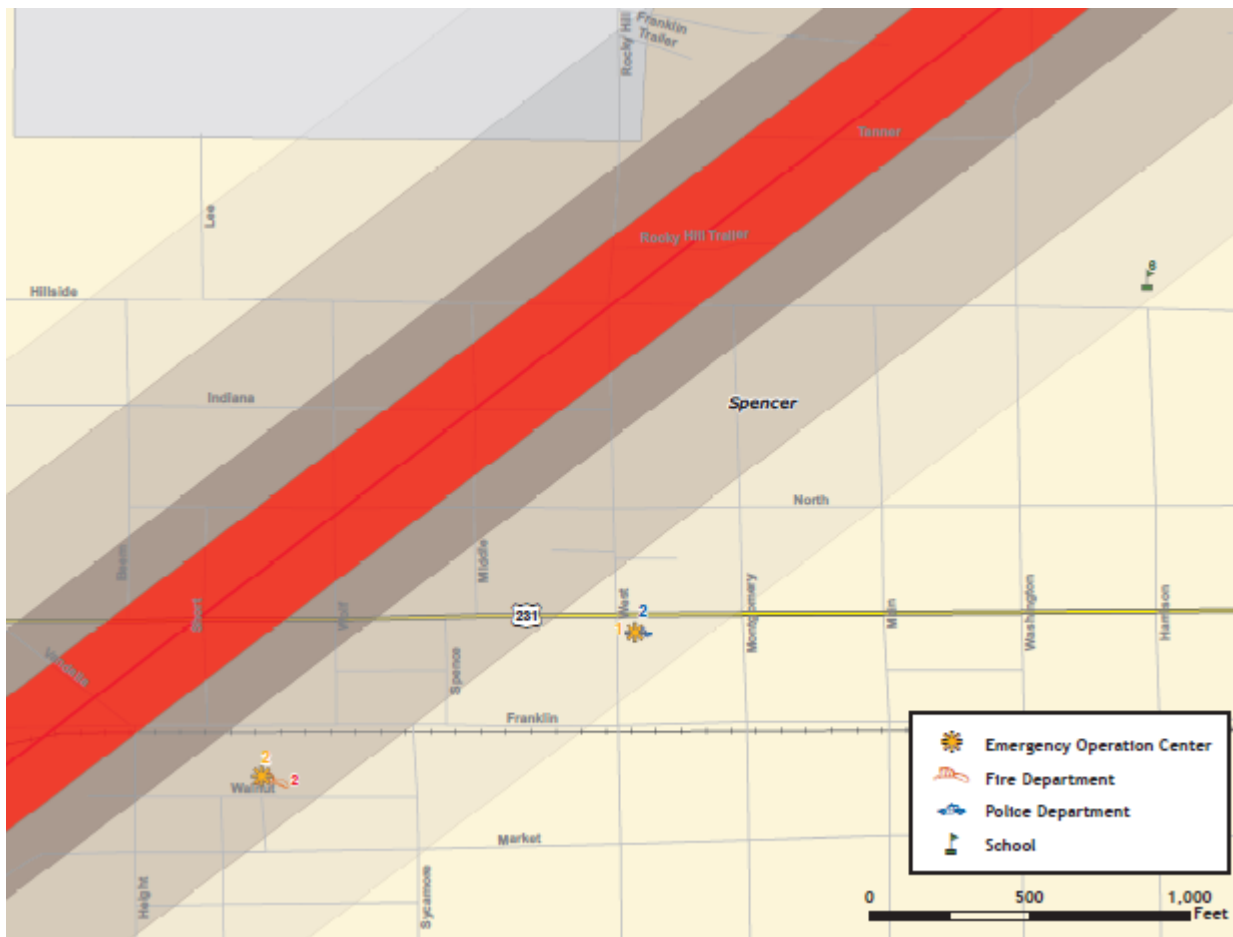 Rocky Hill
Franklin
Trailer
Tenner
Lee
Rocky Hill Trailer
8
Hillside
Indiana
Spencer
North
Beem
Middle
Short
Wolf
231
West
2
1
Montgomery
Main
Washington
Harrison
Vandalia
Spence
Franklin
2
2
Walnut
Market
Height
Sycamore
Emergency Operation Center
Fire Department
Police Department
School
0 500 1,000
Feet